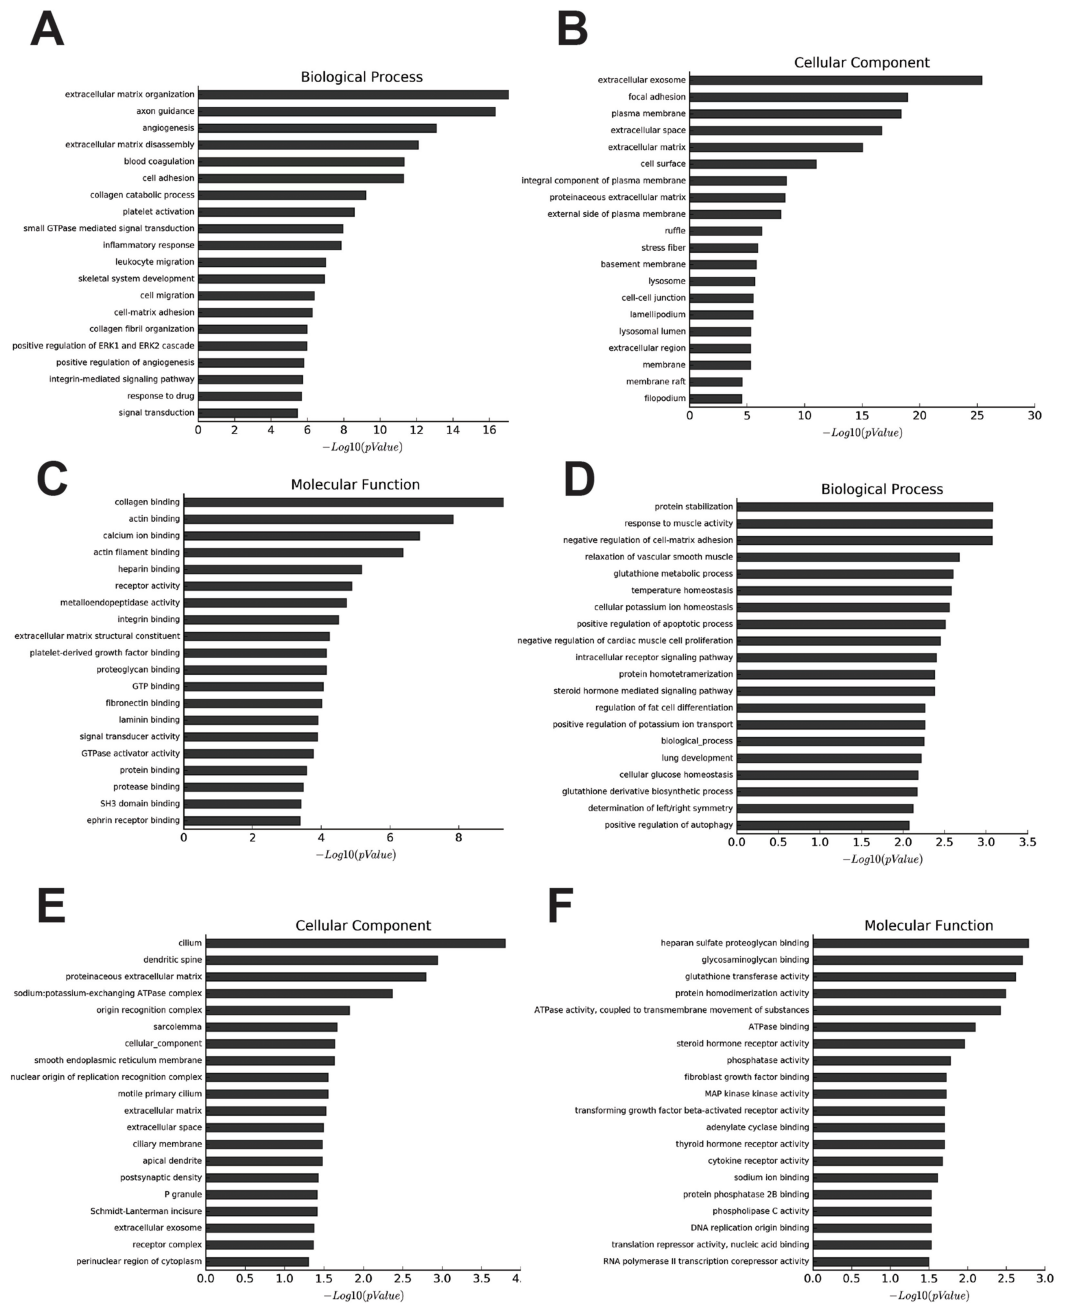 A
Biological Process
extracellular matrix organization
axon guidance
angiogenesis
extracellular matrix disassembly
blood coagulation
cell adhesion
collagen catabolic process
platelet activation
small GTPase mediated signal transduction
inflammatory response
leukocyte migration
skeletal system development
cell migration
cell-matrix adhesion
collagen fibril organization
positive regulation of ERK1 and ERK2 cascade
positive regulation of angiogenesis
integrin-mediated signaling pathway
response to drug
signal transduction
0 2 4 6 8 10 12 14 16
−Log10(pValue)
B
Cellular Component
extracellular exosome
focal adhesion
plasma membrane
extracellular space
extracellular matrix
cell surface
integral component of plasma membrane
proteinaceous extracellular matrix
external side of plasma membrane
ruffle
stress fiber
basement membrane
lysosome
cell-cell junction
lamellipodium
lysosomal lumen
extracellular region
membrane
membrane raft
filopodium
0 5 10 15 20 25 30
−Log10(pValue)
C
Molecular Function
collagen binding
actin binding
calcium ion binding
actin filament binding
heparin binding
receptor activity
metalloendopeptidase activity
integrin binding
extracellular matrix structural constituent
platelet-derived growth factor binding
proteoglycan binding
GTP binding
fibronectin binding
laminin binding
signal transducer activity
GTPase activator activity
protein binding
protease binding
SH3 domain binding
ephrin receptor binding
0 2 4 6 8
−Log10(pValue)
D
Biological Process
protein stabilization
response to muscle activity
negative regulation of cell-matrix adhesion
relaxation of vascular smooth muscle
glutathione metabolic process
temperature homeostasis
cellular potassium ion homeostasis
positive regulation of apoptotic process
negative regulation of cardiac muscle cell proliferation
intracellular receptor signaling pathway
protein homotetramerization
steroid hormone mediated signaling pathway
regulation of fat cell differentiation
positive regulation of potassium ion transport
biological_process
lung development
cellular glucose homeostasis
glutathione derivative biosynthetic process
determination of left/right symmetry
positive regulation of autophagy
0.0 0.5 1.0 1.5 2.0 2.5 3.0 3.5
−Log10(pValue)
E
Cellular Component
cilium
dendritic spine
proteinaceous extracellular matrix
sodium:potassium-exchanging ATPase complex
origin recognition complex
sarcolemma
cellular_component
smooth endoplasmic reticulum membrane
nuclear origin of replication recognition complex
motile primary cilium
extracellular matrix
extracellular space
ciliary membrane
apical dendrite
postsynaptic density
P granule
Schmidt-Lanterman incisure
extracellular exosome
receptor complex
perinuclear region of cytoplasm
0.0 0.5 1.0 1.5 2.0 2.5 3.0 3.5 4.
−Log10(pValue)
F
Molecular Function
heparan sulfate proteoglycan binding
glycosaminoglycan binding
glutathione transferase activity
protein homodimerization activity
ATPase activity, coupled to transmembrane movement of substances
ATPase binding
steroid hormone receptor activity
phosphatase activity
fibroblast growth factor binding
MAP kinase kinase activity
transforming growth factor beta-activated receptor activity
adenylate cyclase binding
thyroid hormone receptor activity
cytokine receptor activity
sodium ion binding
protein phosphatase 2B binding
phospholipase C activity
DNA replication origin binding
translation repressor activity, nucleic acid binding
RNA polymerase II transcription corepressor activity
0.0 0.5 1.0 1.5 2.0 2.5 3.0
−Log10(pValue)